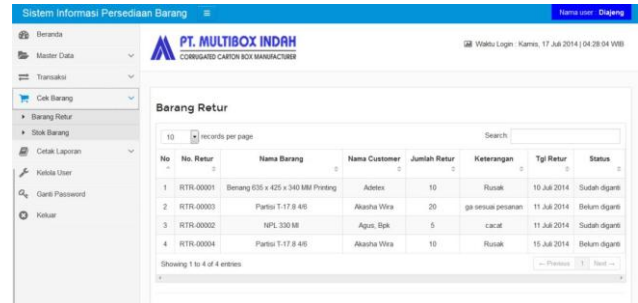 Sistem Informasi Persediaan Barang
Nama user : Diajeng
Beranda
Master Data
Transaksi
Cek Barang
Barang Retur
Stok Barang
Cetak Laporan
Kelola User
Ganti Password
Keluar
PT. MULTIBOX INDAH
CORRUGATED CARTON BOX MANUFACTURER
Waktu Login : Kamis, 17 Juli 2014 | 04:28:04 WIB
Barang Retur
10 records per page Search:
No No. Retur Nama Barang Nama Customer Jumlah Retur Keterangan Tgl Retur Status
1 RTR-00001 Benang 635 x 425 x 340 MM Printing Adetex 10 Rusak 10 Juli 2014 Sudah diganti
2 RTR-00003 Partisi T-17.8 4/6 Akasha Wira 20 ga sesuai pesanan 11 Juli 2014 Belum diganti
3 RTR-00002 NPL 330 Ml Agus, Bpk 5 cacat 11 Juli 2014 Sudah diganti
4 RTR-00004 Partisi T-17.8 4/6 Akasha Wira 10 Rusak 15 Juli 2014 Belum diganti
Showing 1 to 4 of 4 entries
← Previous 1 Next →